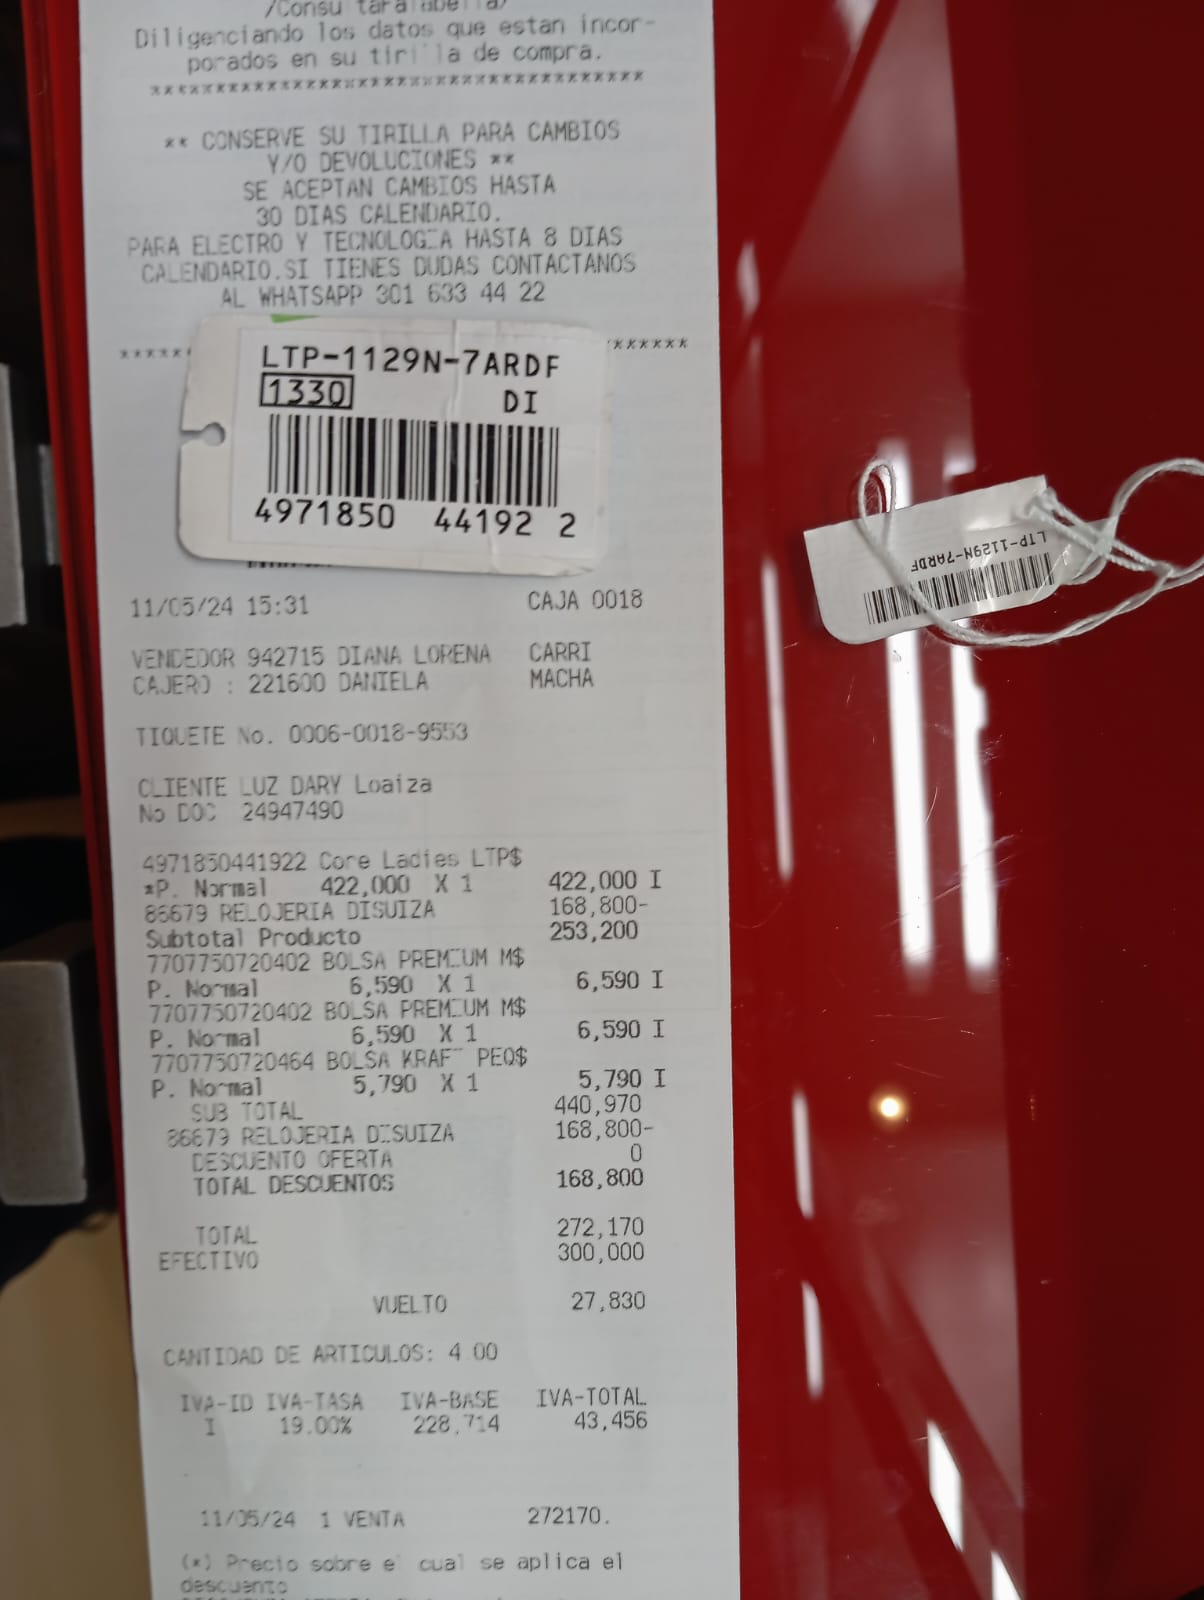 Diligenciando los datos que estan incor-
porados en su tirilla de compra.
****************************************
** CONSERVE SU TIRILLA PARA CAMBIOS
Y/O DEVOLUCIONES **
SE ACEPTAN CAMBIOS HASTA
30 DIAS CALENDARIO.
PARA ELECTRO Y TECNOLOGIA HASTA 8 DIAS
CALENDARIO.SI TIENES DUDAS CONTACTANOS
AL WHATSAPP 301 633 44 22
LTP-1129N-7ARDF
1330 DI
4971850 44192 2
LTP-1129N-7ARDF
11/05/24 15:31 CAJA 0018
VENDEDOR 942715 DIANA LORENA CARRI
CAJERO : 221600 DANIELA MACHA
TIQUETE No. 0006-0018-9553
CLIENTE LUZ DARY Loaiza
No DOC 24947490
4971850441922 Core Ladies LTP$
*P. Normal 422,000 X 1 422,000 I
86679 RELOJERIA DISUIZA 168,800-
Subtotal Producto 253,200
7707750720402 BOLSA PREMIUM M$
P. Normal 6,590 X 1 6,590 I
7707750720402 BOLSA PREMIUM M$
P. Normal 6,590 X 1 6,590 I
7707750720464 BOLSA KRAFT PEQ$
P. Normal 5,790 X 1 5,790 I
SUB TOTAL 440,970
86679 RELOJERIA DISUIZA 168,800-
DESCUENTO OFERTA 0
TOTAL DESCUENTOS 168,800
TOTAL 272,170
EFECTIVO 300,000
VUELTO 27,830
CANTIDAD DE ARTICULOS: 4.00
IVA-ID IVA-TASA IVA-BASE IVA-TOTAL
I 19.00% 228,714 43,456
11/05/24 1 VENTA 272170.
(*) Precio sobre el cual se aplica el
descuento